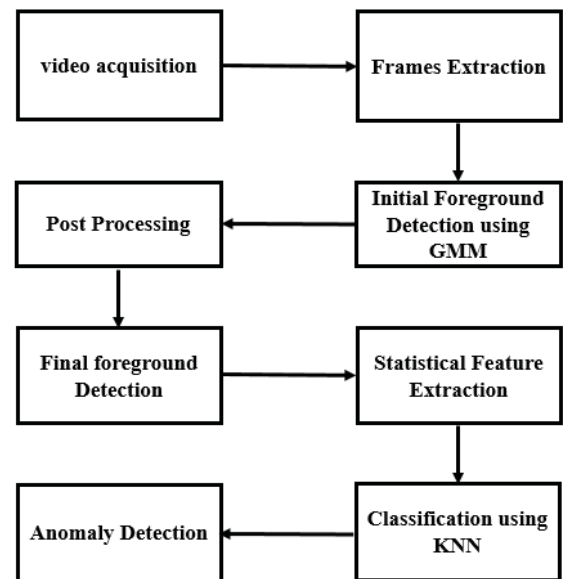 video acquisition
Frames Extraction
Initial Foreground
Detection using
GMM
Post Processing
Final foreground
Detection
Statistical Feature
Extraction
Classification using
KNN
Anomaly Detection